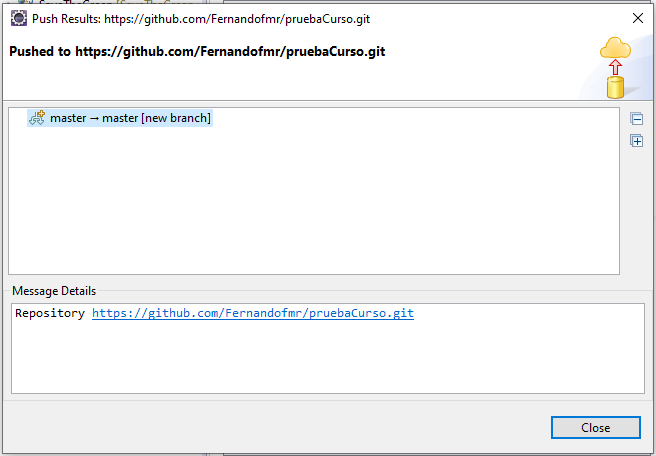 Push Results: https://github.com/Fernandofmr/pruebaCurso.git
Pushed to https://github.com/Fernandofmr/pruebaCurso.git
master → master [new branch]
Message Details
Repository https://github.com/Fernandofmr/pruebaCurso.git
Close